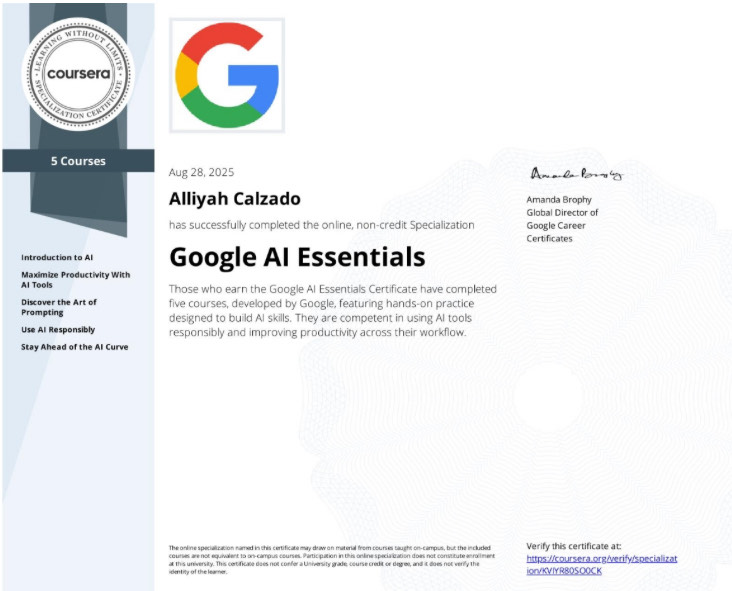 LEARNING WITHOUT LIMITS
coursera
SPECIALIZATION CERTIFICATE
5 Courses
Introduction to AI
Maximize Productivity With
AI Tools
Discover the Art of
Prompting
Use AI Responsibly
Stay Ahead of the AI Curve
G
Aug 28, 2025
Alliyah Calzado
has successfully completed the online, non-credit Specialization
Google AI Essentials
Those who earn the Google AI Essentials Certificate have completed
five courses, developed by Google, featuring hands-on practice
designed to build AI skills. They are competent in using AI tools
responsibly and improving productivity across their workflow.
Amanda Brophy
Amanda Brophy
Global Director of
Google Career
Certificates
The online specialization named in this certificate may draw on material from courses taught on-campus, but the included
courses are not equivalent to on-campus courses. Participation in this online specialization does not constitute enrollment
at this university. This certificate does not confer a University grade, course credit or degree, and it does not verify the
identity of the learner.
Verify this certificate at:
https://coursera.org/verify/specializat
ion/KVIYR80SO0CK